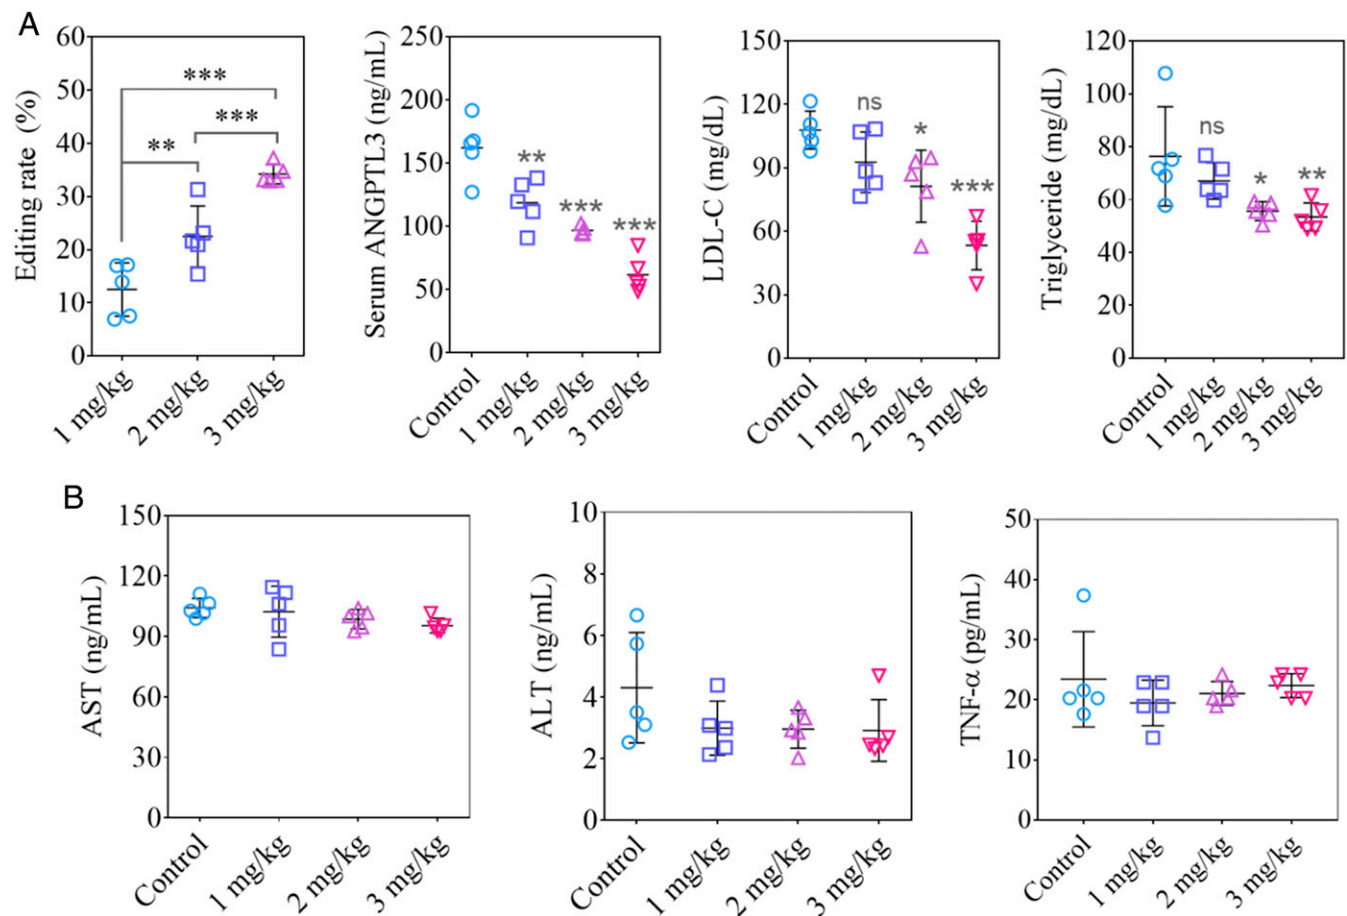 A
Editing rate (%)
60
50
40
30
20
10
0
***
***
**
1 mg/kg
2 mg/kg
3 mg/kg
Serum ANGPTL3 (ng/mL)
250
200
150
100
50
0
**
***
***
Control
1 mg/kg
2 mg/kg
3 mg/kg
LDL-C (mg/dL)
150
120
90
60
30
0
ns
*
***
Control
1 mg/kg
2 mg/kg
3 mg/kg
Triglyceride (mg/dL)
120
100
80
60
40
20
0
ns
*
**
Control
1 mg/kg
2 mg/kg
3 mg/kg
B
AST (ng/mL)
150
120
90
60
30
0
Control
1 mg/kg
2 mg/kg
3 mg/kg
ALT (ng/mL)
10
8
6
4
2
0
Control
1 mg/kg
2 mg/kg
3 mg/kg
TNF-α (pg/mL)
50
40
30
20
10
0
Control
1 mg/kg
2 mg/kg
3 mg/kg